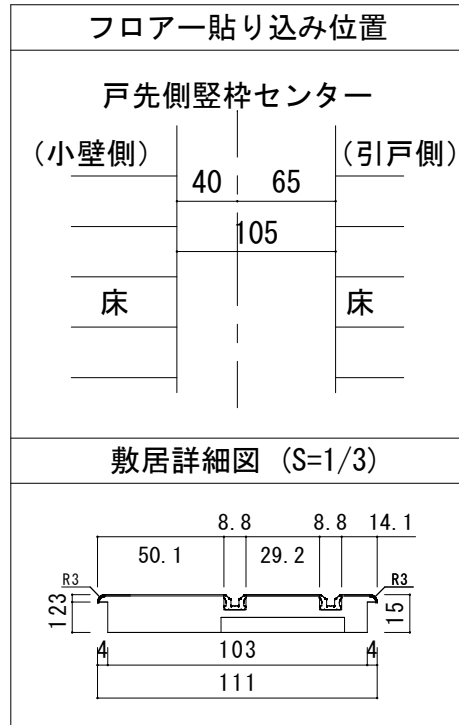 フロアー貼り込み位置
戸先側竪枠センター
(小壁側)
(引戸側)
40
65
105
床
床
敷居詳細図 (S=1/3)
8.8
8.8
14.1
50.1
29.2
R3
R3
12
3
15
4
103
4
111